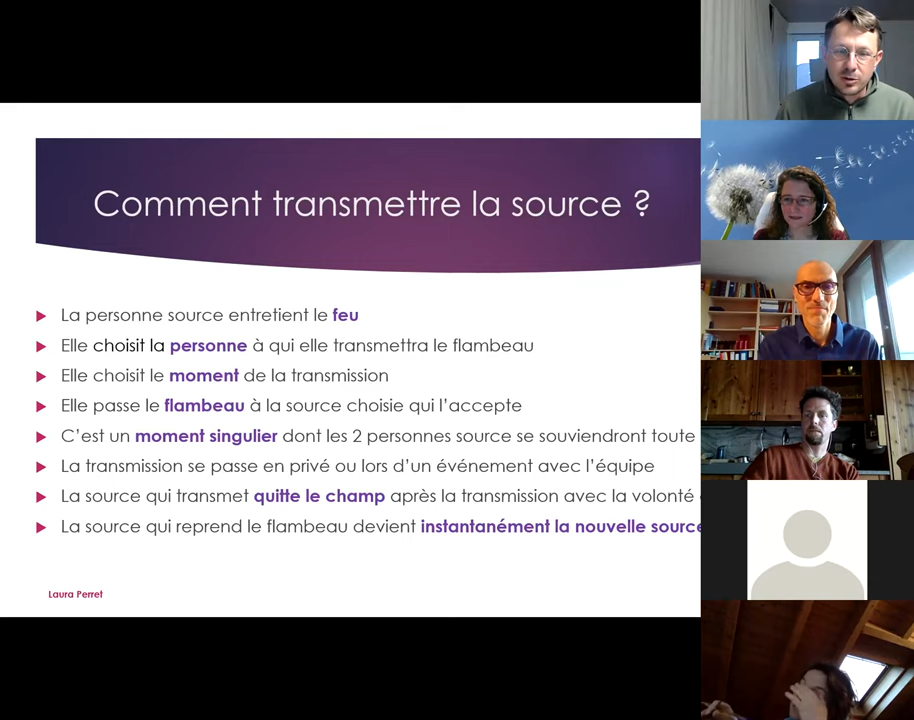 Comment transmettre la source ?
La personne source entretient le feu
Elle choisit la personne à qui elle transmettra le flambeau
Elle choisit le moment de la transmission
Elle passe le flambeau à la source choisie qui l'accepte
C'est un moment singulier dont les 2 personnes source se souviendront toute
La transmission se passe en privé ou lors d'un événement avec l'équipe
La source qui transmet quitte le champ après la transmission avec la volonté
La source qui reprend le flambeau devient instantanément la nouvelle source
Laura Perret